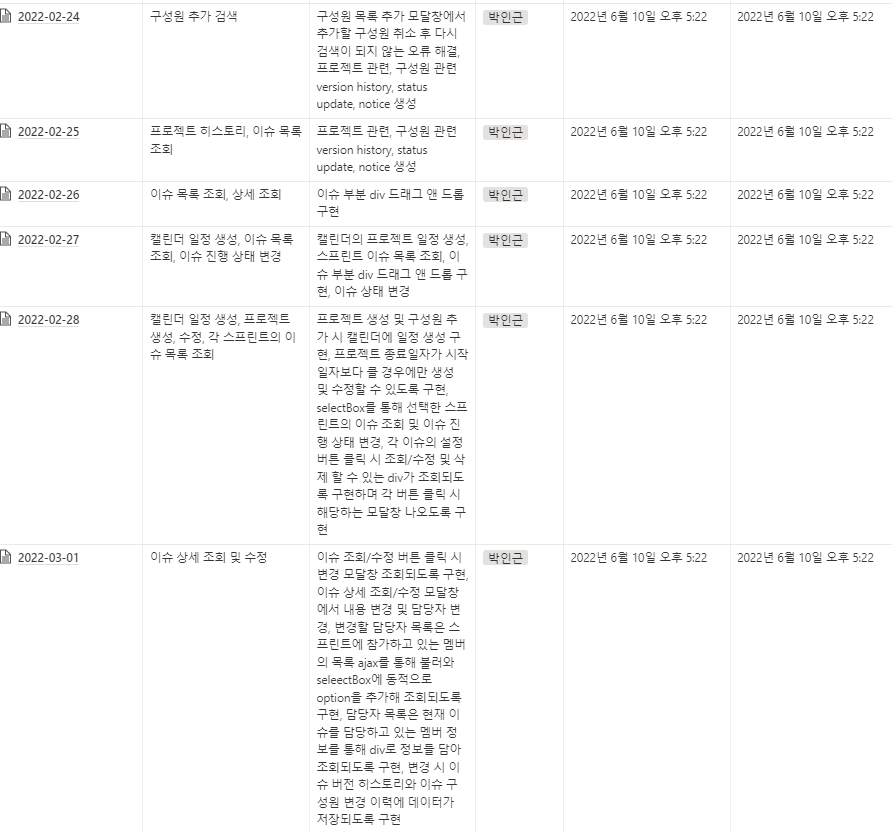 2022-02-24
구성원 추가 검색
구성원 목록 추가 모달창에서
추가할 구성원 취소 후 다시
검색이 되지 않는 오류 해결,
프로젝트 관련, 구성원 관련
version history, status
update, notice 생성
박인근
2022년 6월 10일 오후 5:22
2022년 6월 10일 오후 5:22
2022-02-25
프로젝트 히스토리, 이슈 목록
조회
프로젝트 관련, 구성원 관련
version history, status
update, notice 생성
박인근
2022년 6월 10일 오후 5:22
2022년 6월 10일 오후 5:22
2022-02-26
이슈 목록 조회, 상세 조회
이슈 부분 div 드래그 앤 드롭
구현
박인근
2022년 6월 10일 오후 5:22
2022년 6월 10일 오후 5:22
2022-02-27
캘린더 일정 생성, 이슈 목록
조회, 이슈 진행 상태 변경
캘린더의 프로젝트 일정 생성,
스프린트 이슈 목록 조회, 이
슈 부분 div 드래그 앤 드롭 구
현, 이슈 상태 변경
박인근
2022년 6월 10일 오후 5:22
2022년 6월 10일 오후 5:22
2022-02-28
캘린더 일정 생성, 프로젝트
생성, 수정, 각 스프린트의 이
슈 목록 조회
프로젝트 생성 및 구성원 추
가 시 캘린더에 일정 생성 구
현, 프로젝트 종료일자가 시작
일자보다 클 경우에만 생성
및 수정할 수 있도록 구현,
selectBox를 통해 선택한 스프
린트의 이슈 조회 및 이슈 진
행 상태 변경, 각 이슈의 설정
버튼 클릭 시 조회/수정 및 삭
제 할 수 있는 div가 조회되도
록 구현하며 각 버튼 클릭 시
해당하는 모달창 나오도록 구
현
박인근
2022년 6월 10일 오후 5:22
2022년 6월 10일 오후 5:22
2022-03-01
이슈 상세 조회 및 수정
이슈 조회/수정 버튼 클릭 시
변경 모달창 조회되도록 구현,
이슈 상세 조회/수정 모달창
에서 내용 변경 및 담당자 변
경, 변경할 담당자 목록은 스
프린트에 참가하고 있는 멤버
의 목록 ajax를 통해 불러와
seleectBox에 동적으로
option을 추가해 조회되도록
구현, 담당자 목록은 현재 이
슈를 담당하고 있는 멤버 정
보를 통해 div로 정보를 담아
조회되도록 구현, 변경 시 이
슈 버전 히스토리와 이슈 구
성원 변경 이력에 데이터가
저장되도록 구현
박인근
2022년 6월 10일 오후 5:22
2022년 6월 10일 오후 5:22